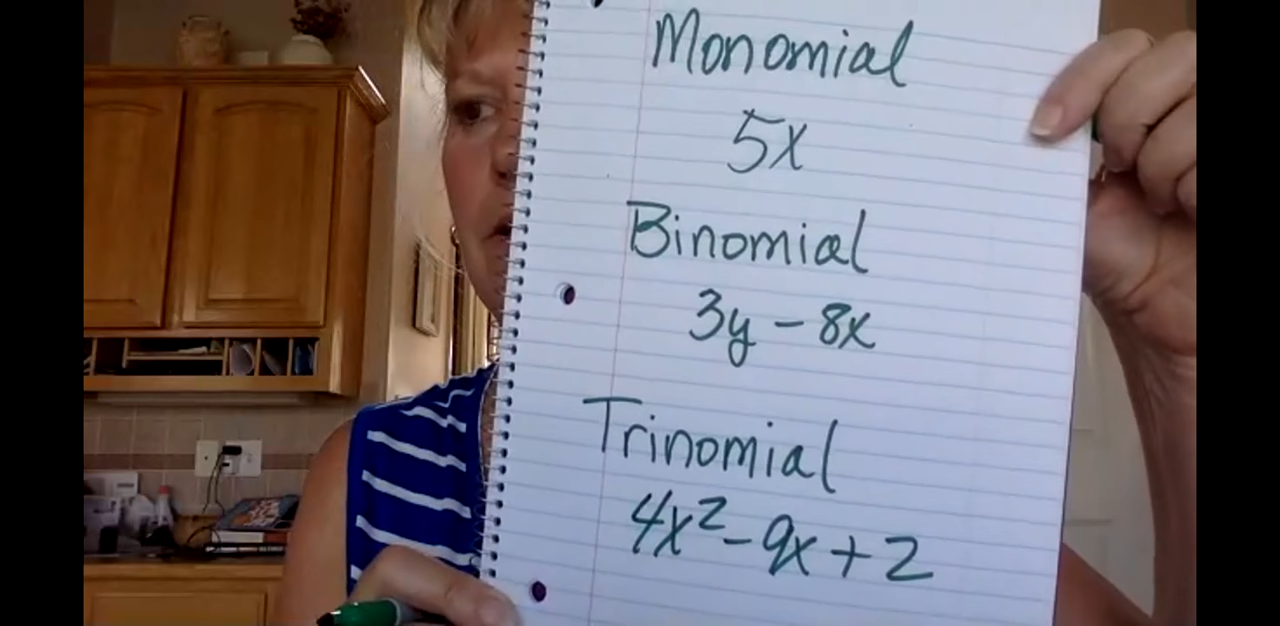 Monomial
5x
Binomial
3y - 8x
Trinomial
4x² - 9x + 2